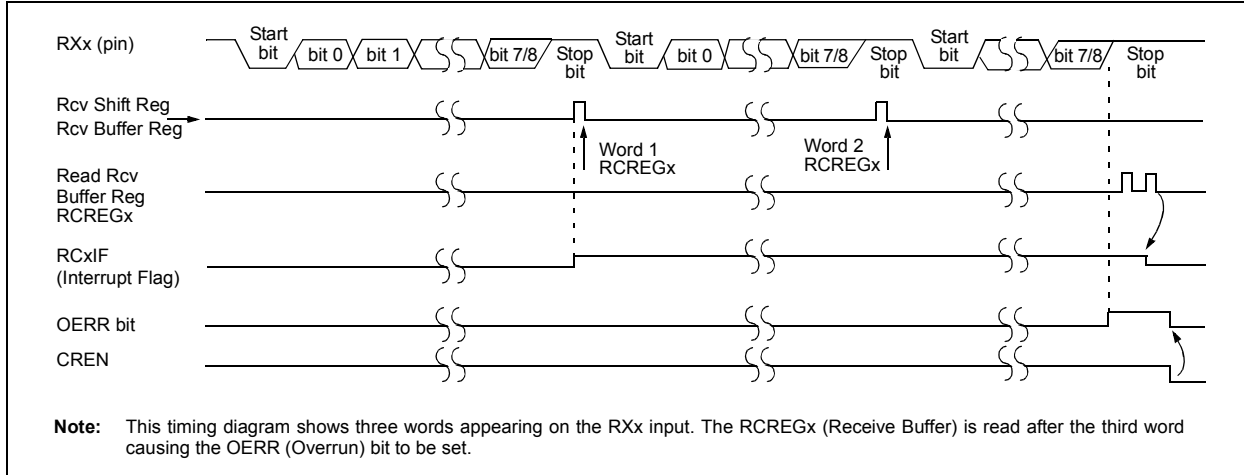 RXx (pin)
Start bit
bit 0
bit 1
bit 7/8
Stop bit
Start bit
bit 0
bit 7/8
Stop bit
Start bit
bit 7/8
Stop bit
Rcv Shift Reg
Rcv Buffer Reg
Word 1
RCREGx
Word 2
RCREGx
Read Rcv
Buffer Reg
RCREGx
RCxIF
(Interrupt Flag)
OERR bit
CREN
Note: This timing diagram shows three words appearing on the RXx input. The RCREGx (Receive Buffer) is read after the third word
causing the OERR (Overrun) bit to be set.